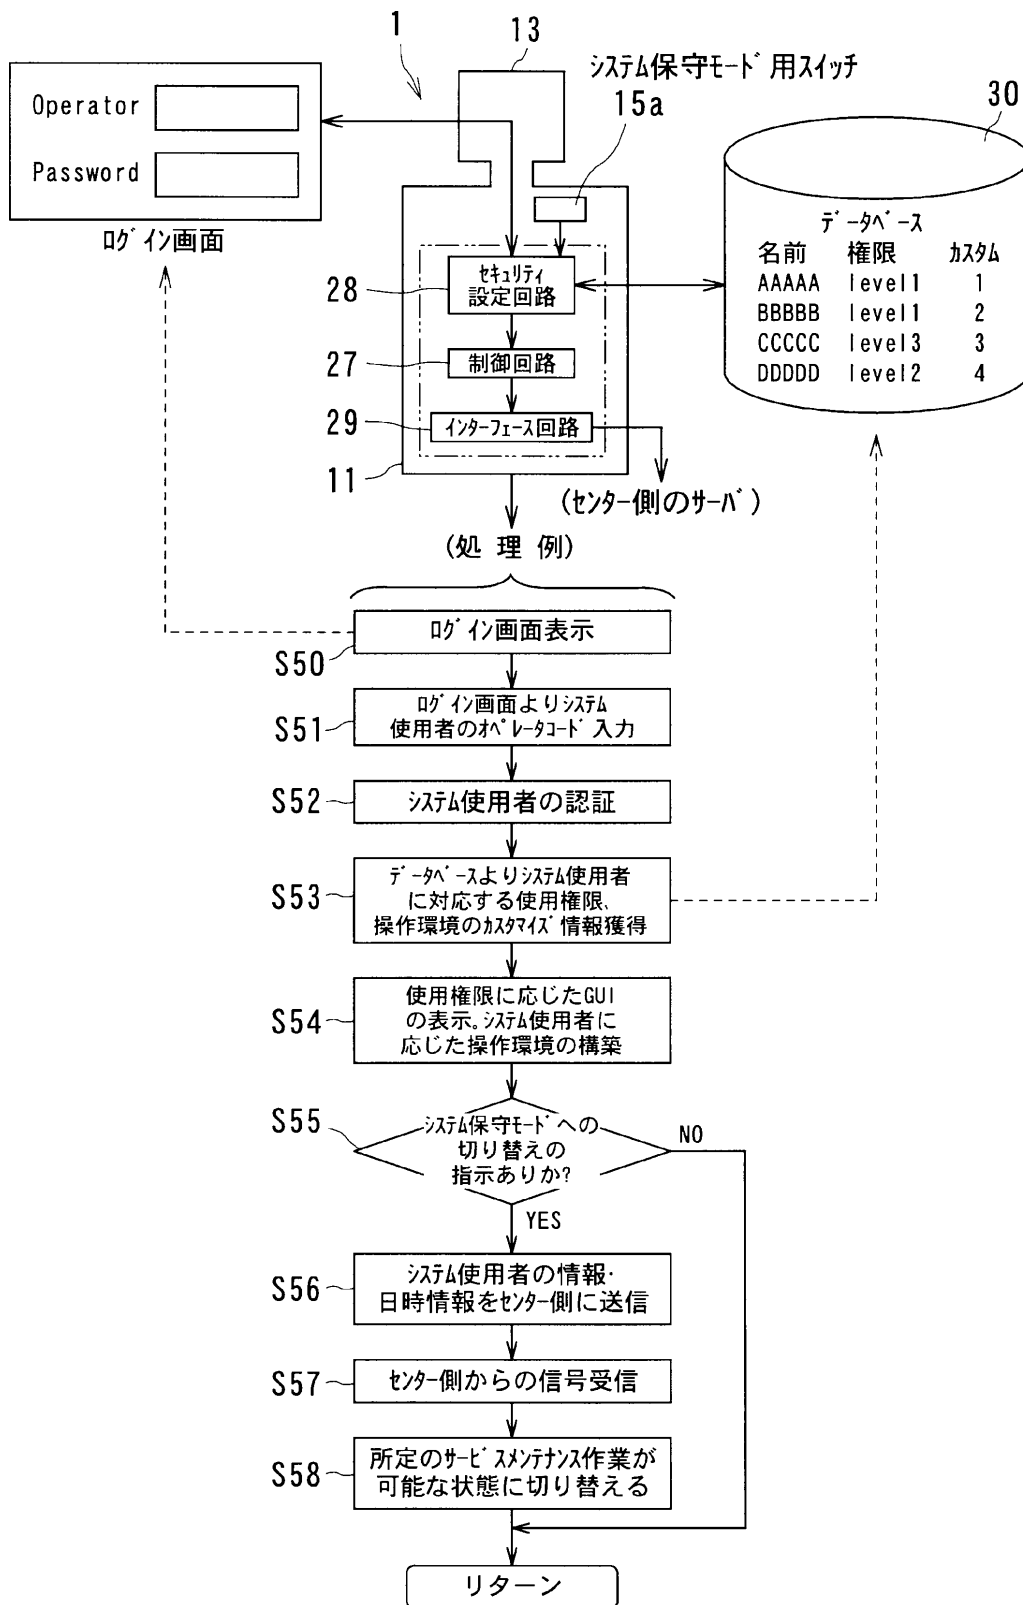 1
13
システム保守モード用スイッチ
15a
30
Operator
Password
ログイン画面
データベース
名前 権限 カスタム
AAAAA level1 1
BBBBB level1 2
CCCCC level3 3
DDDDD level2 4
28
セキュリティ
設定回路
27
制御回路
29
インターフェース回路
11
(センター側のサーバ)
(処理例)
S50
ログイン画面表示
S51
ログイン画面よりシステム
使用者のオペレータコード入力
S52
システム使用者の認証
S53
データベースよりシステム使用者
に対応する使用権限、
操作環境のカスタマイズ情報獲得
S54
使用権限に応じたGUI
の表示。システム使用者に
応じた操作環境の構築
S55
システム保守モードへの
切り替えの
指示ありか?
NO
YES
S56
システム使用者の情報・
日時情報をセンター側に送信
S57
センター側からの信号受信
S58
所定のサービスメンテナンス作業が
可能な状態に切り替える
リターン